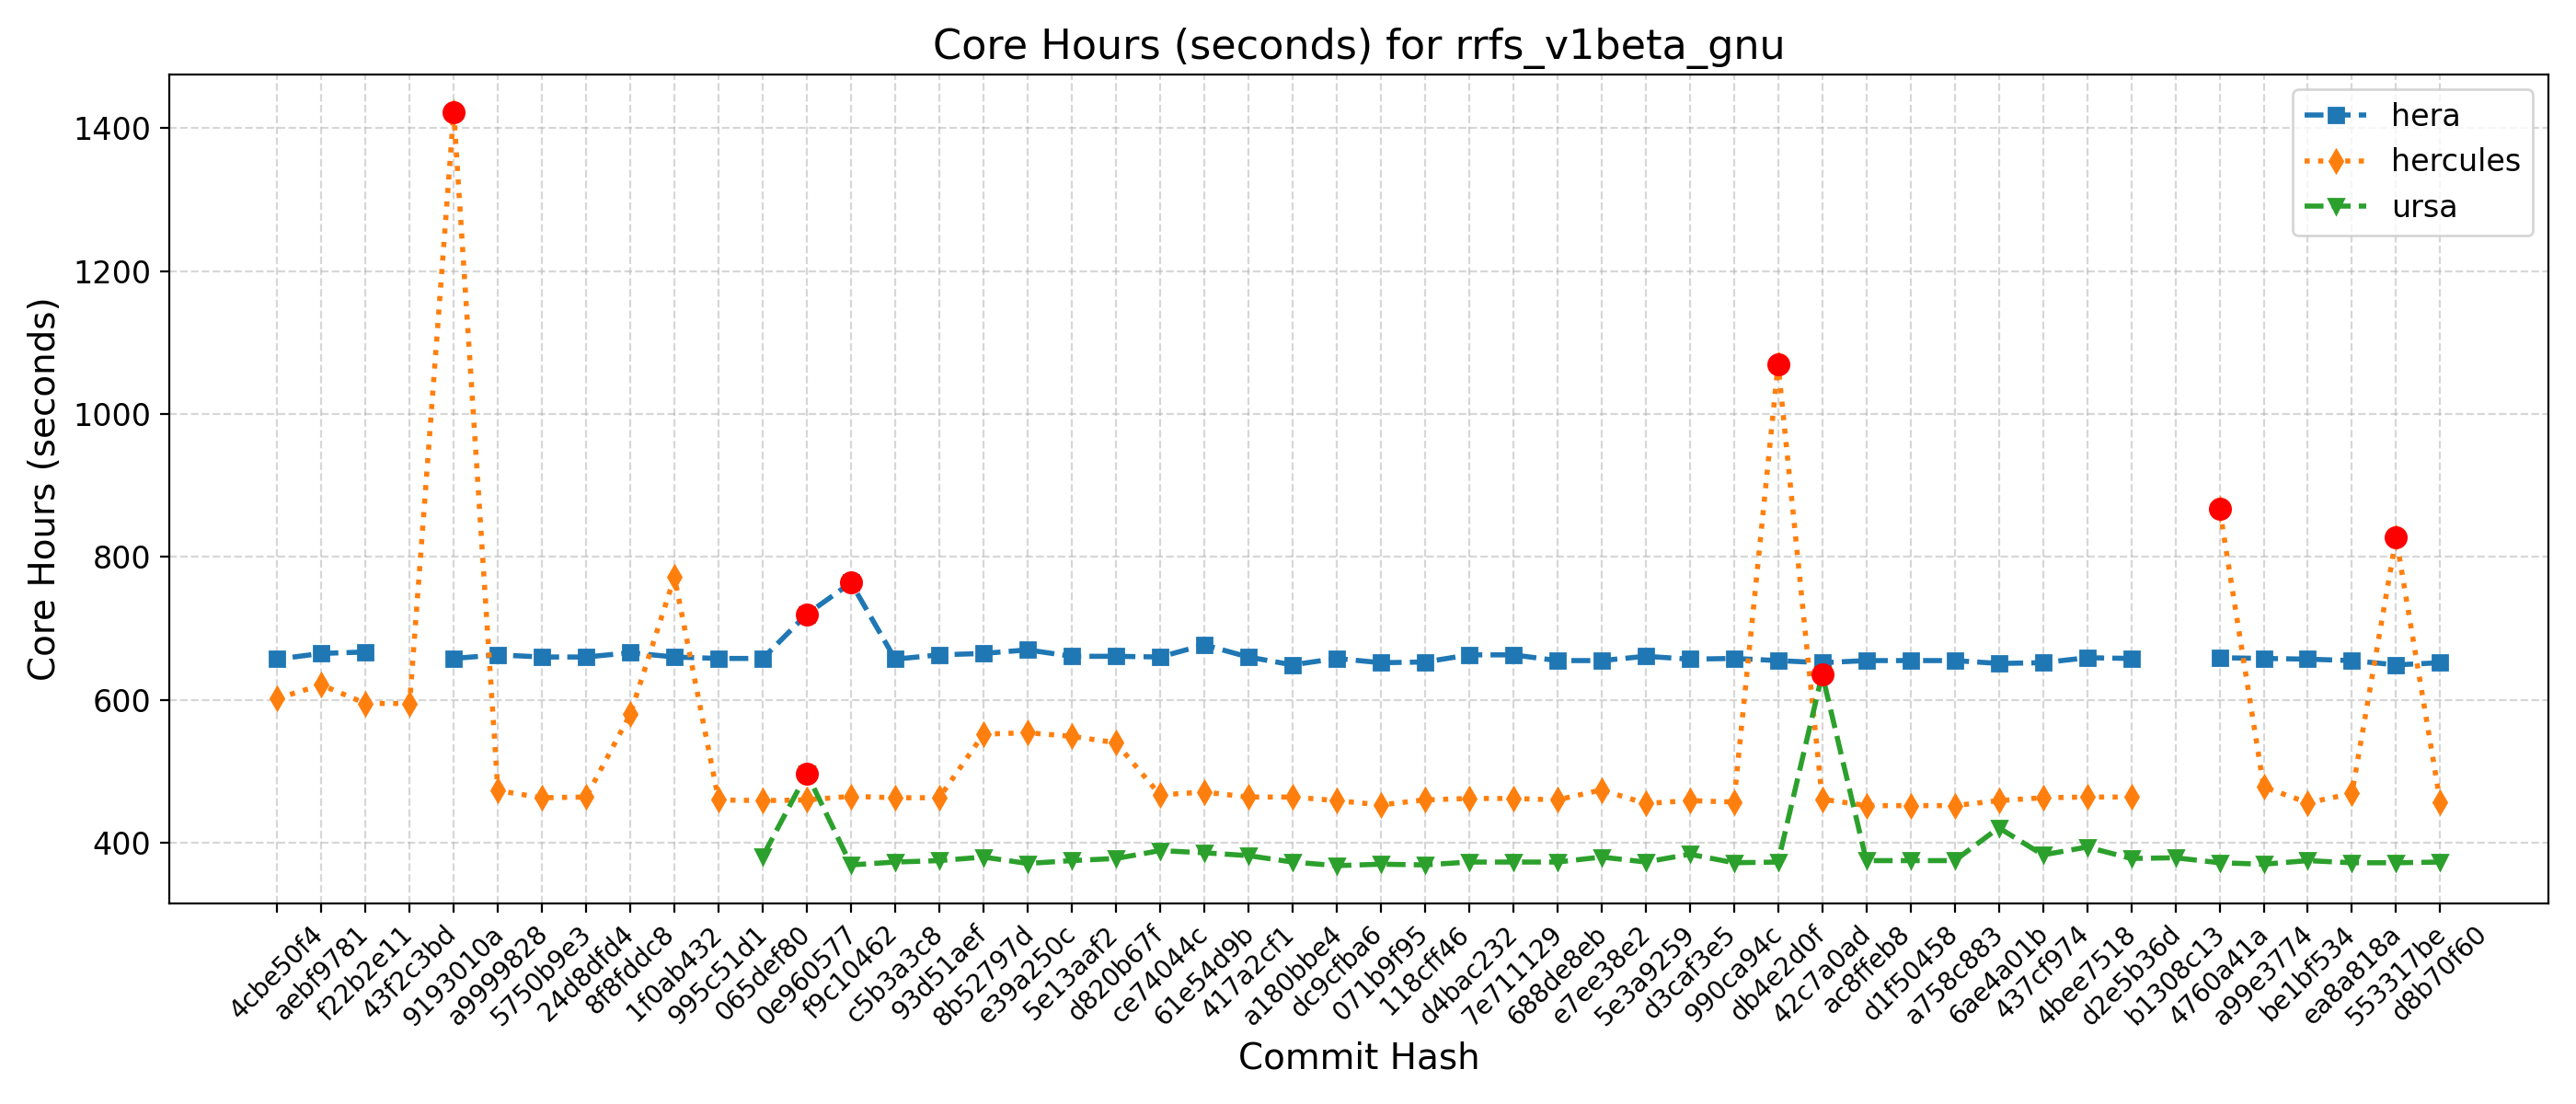 Core Hours (seconds) for rrfs_v1beta_gnu
Core Hours (seconds)
1400
1200
1000
800
600
400
hera
hercules
ursa
4cbe50f4
aebf9781
f22b2e11
43f2c3bd
9193010a
a9999828
5750b9e3
24d8dfd4
8f8fddc8
1f0ab432
995c51d1
065def80
0e960577
f9c10462
c5b3a3c8
93d51aef
8b52797d
e39a250c
5e13aaf2
d820b67f
ce74044c
61e54d9b
417a2cf1
a180bbe4
dc9cfba6
071b9f95
118cff46
d4bac232
7e711129
688de8eb
e7ee38e2
5e3a9259
d3caf3e5
990ca94c
db4e2d0f
42c7a0ad
ac8ffeb8
d1f50458
a758c883
6ae4a01b
437cf974
4bee7518
d2e5b36d
b1308c13
4760a41a
a99e3774
be1bf534
ea8a818a
553317be
d8b70f60
Commit Hash